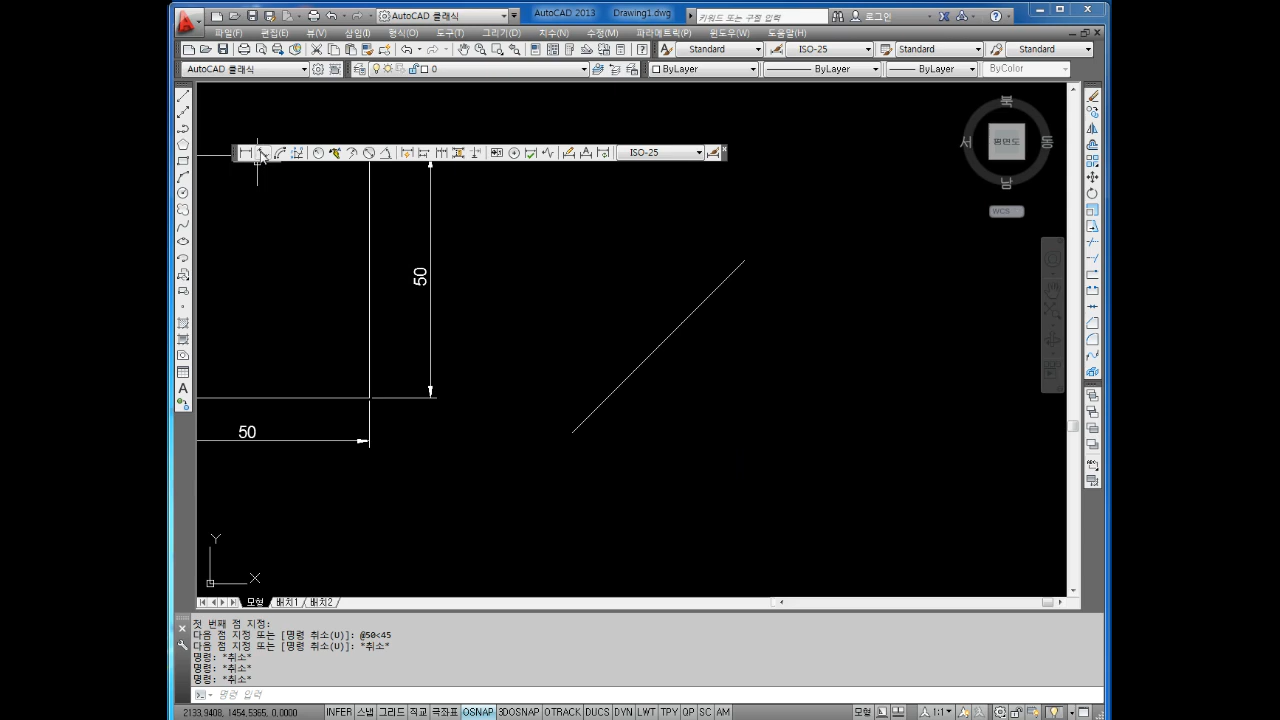 AutoCAD 클래식 AutoCAD 2013 Drawing1.dwg 키워드 또는 구절 입력 로그인
파일(F) 편집(E) 뷰(V) 삽입(I) 형식(O) 도구(T) 그리기(D) 치수(N) 수정(M) 파라메트릭(P) 윈도우(W) 도움말(H)
Standard ISO-25 Standard Standard
AutoCAD 클래식 0 ByLayer ByLayer ByLayer ByColor
북
서 평면도 동
남
ISO-25
WCS
50
50
Y
X
모형 배치1 배치2
첫 번째 점 지정:
다음 점 지정 또는 [명령 취소(U)]: @50<45
다음 점 지정 또는 [명령 취소(U)]: *취소*
명령: *취소*
명령: *취소*
명령: *취소*
명령 입력
2133.9408, 1454.5365, 0.0000 INFER 스냅 그리드 직교 극좌표 OSNAP 3DOSNAP OTRACK DUCS DYN LWT TPY QP SC AM 모형 1:1